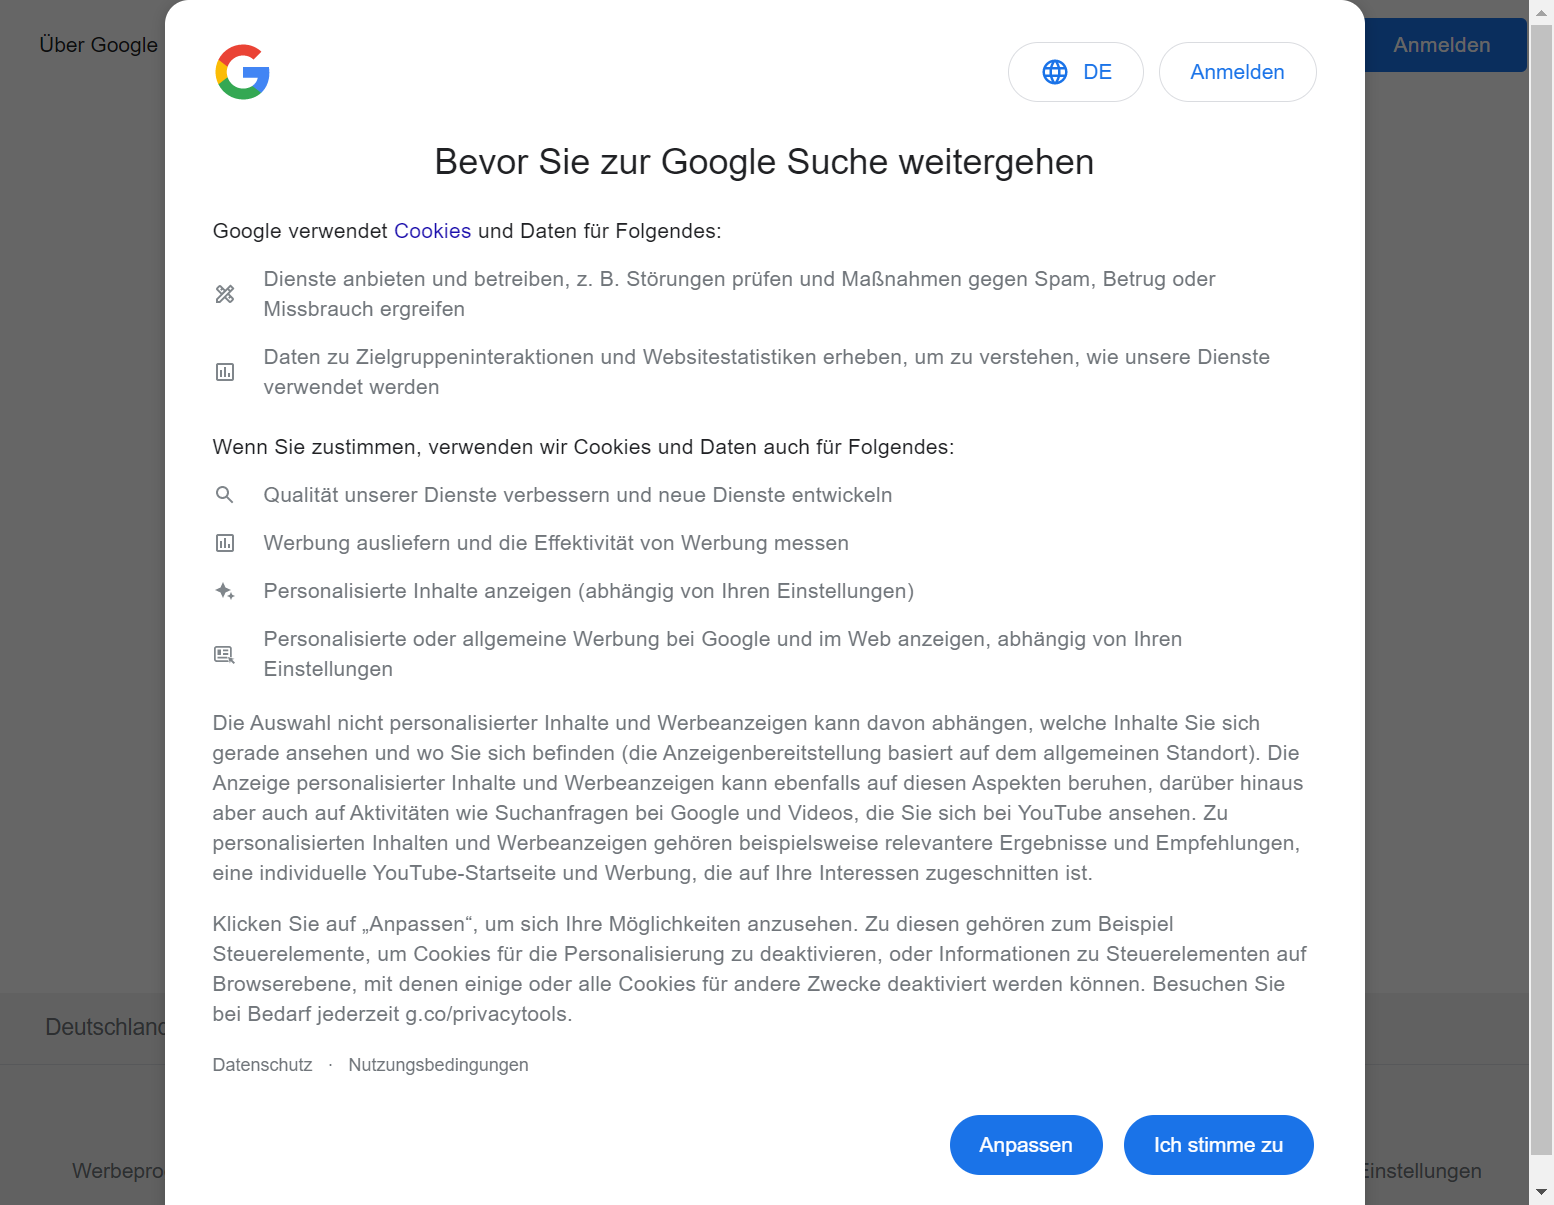 Über Google
Anmelden
DE
Anmelden
Bevor Sie zur Google Suche weitergehen
Google verwendet Cookies und Daten für Folgendes:
Dienste anbieten und betreiben, z. B. Störungen prüfen und Maßnahmen gegen Spam, Betrug oder
Missbrauch ergreifen
Daten zu Zielgruppeninteraktionen und Websitestatistiken erheben, um zu verstehen, wie unsere Dienste
verwendet werden
Wenn Sie zustimmen, verwenden wir Cookies und Daten auch für Folgendes:
Qualität unserer Dienste verbessern und neue Dienste entwickeln
Werbung ausliefern und die Effektivität von Werbung messen
Personalisierte Inhalte anzeigen (abhängig von Ihren Einstellungen)
Personalisierte oder allgemeine Werbung bei Google und im Web anzeigen, abhängig von Ihren
Einstellungen
Die Auswahl nicht personalisierter Inhalte und Werbeanzeigen kann davon abhängen, welche Inhalte Sie sich
gerade ansehen und wo Sie sich befinden (die Anzeigenbereitstellung basiert auf dem allgemeinen Standort). Die
Anzeige personalisierter Inhalte und Werbeanzeigen kann ebenfalls auf diesen Aspekten beruhen, darüber hinaus
aber auch auf Aktivitäten wie Suchanfragen bei Google und Videos, die Sie sich bei YouTube ansehen. Zu
personalisierten Inhalten und Werbeanzeigen gehören beispielsweise relevantere Ergebnisse und Empfehlungen,
eine individuelle YouTube-Startseite und Werbung, die auf Ihre Interessen zugeschnitten ist.
Klicken Sie auf „Anpassen“, um sich Ihre Möglichkeiten anzusehen. Zu diesen gehören zum Beispiel
Steuerelemente, um Cookies für die Personalisierung zu deaktivieren, oder Informationen zu Steuerelementen auf
Browserebene, mit denen einige oder alle Cookies für andere Zwecke deaktiviert werden können. Besuchen Sie
bei Bedarf jederzeit g.co/privacytools.
Deutschland
Datenschutz · Nutzungsbedingungen
Anpassen
Ich stimme zu
Werbepro
Einstellungen